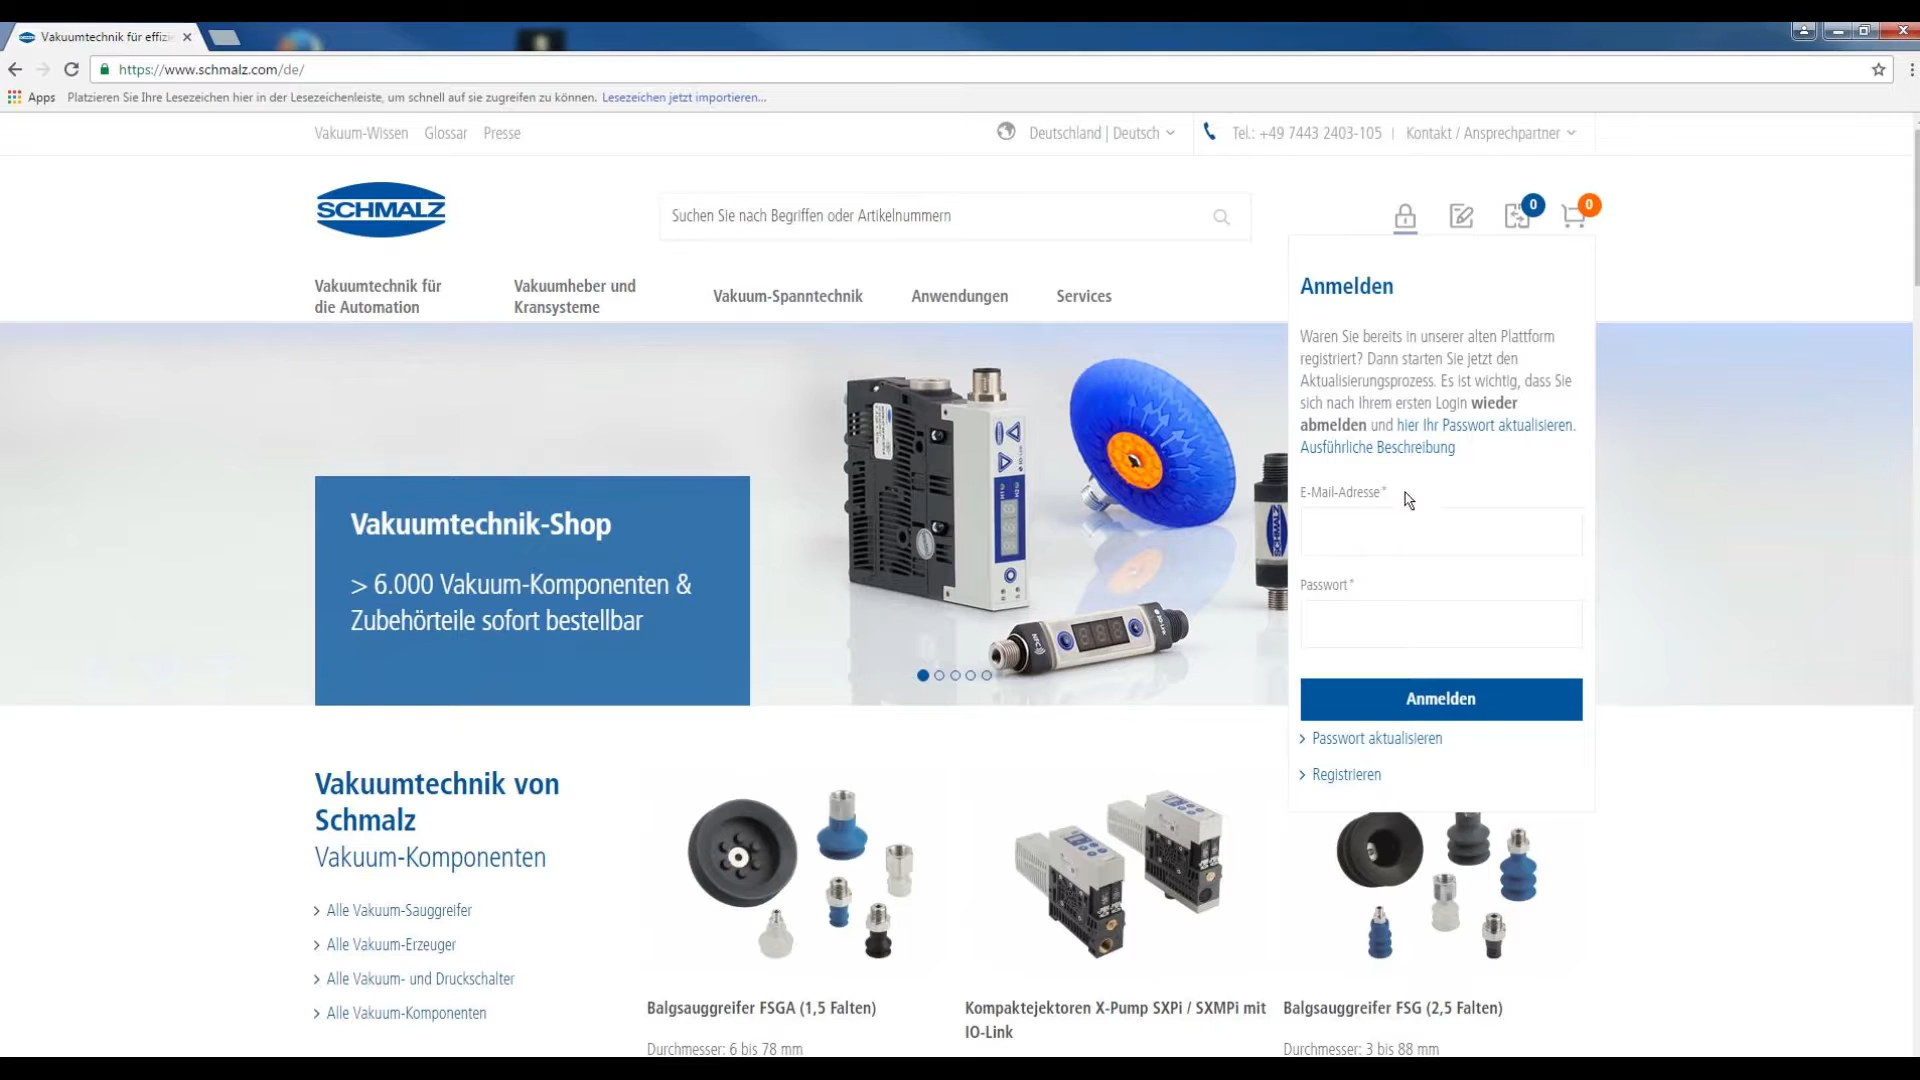 Vakuumtechnik für effizi
https://www.schmalz.com/de/
Apps Platzieren Sie Ihre Lesezeichen hier in der Lesezeichenleiste, um schnell auf sie zugreifen zu können. Lesezeichen jetzt importieren...
Vakuum-Wissen Glossar Presse
Deutschland | Deutsch
Tel.: +49 7443 2403-105 | Kontakt / Ansprechpartner
SCHMALZ
Suchen Sie nach Begriffen oder Artikelnummern
0
0
Vakuumtechnik für
die Automation
Vakuumheber und
Kransysteme
Vakuum-Spanntechnik
Anwendungen
Services
Anmelden
Waren Sie bereits in unserer alten Plattform
registriert? Dann starten Sie jetzt den
Aktualisierungsprozess. Es ist wichtig, dass Sie
sich nach Ihrem ersten Login wieder
abmelden und hier Ihr Passwort aktualisieren.
Ausführliche Beschreibung
E-Mail-Adresse*
Passwort*
Anmelden
> Passwort aktualisieren
> Registrieren
Vakuumtechnik-Shop
> 6.000 Vakuum-Komponenten &
Zubehörteile sofort bestellbar
Vakuumtechnik von
Schmalz
Vakuum-Komponenten
> Alle Vakuum-Sauggreifer
> Alle Vakuum-Erzeuger
> Alle Vakuum- und Druckschalter
> Alle Vakuum-Komponenten
Balgsauggreifer FSGA (1,5 Falten)
Durchmesser: 6 bis 78 mm
Kompaktejektoren X-Pump SXPi / SXMPi mit
IO-Link
Balgsauggreifer FSG (2,5 Falten)
Durchmesser: 3 bis 88 mm